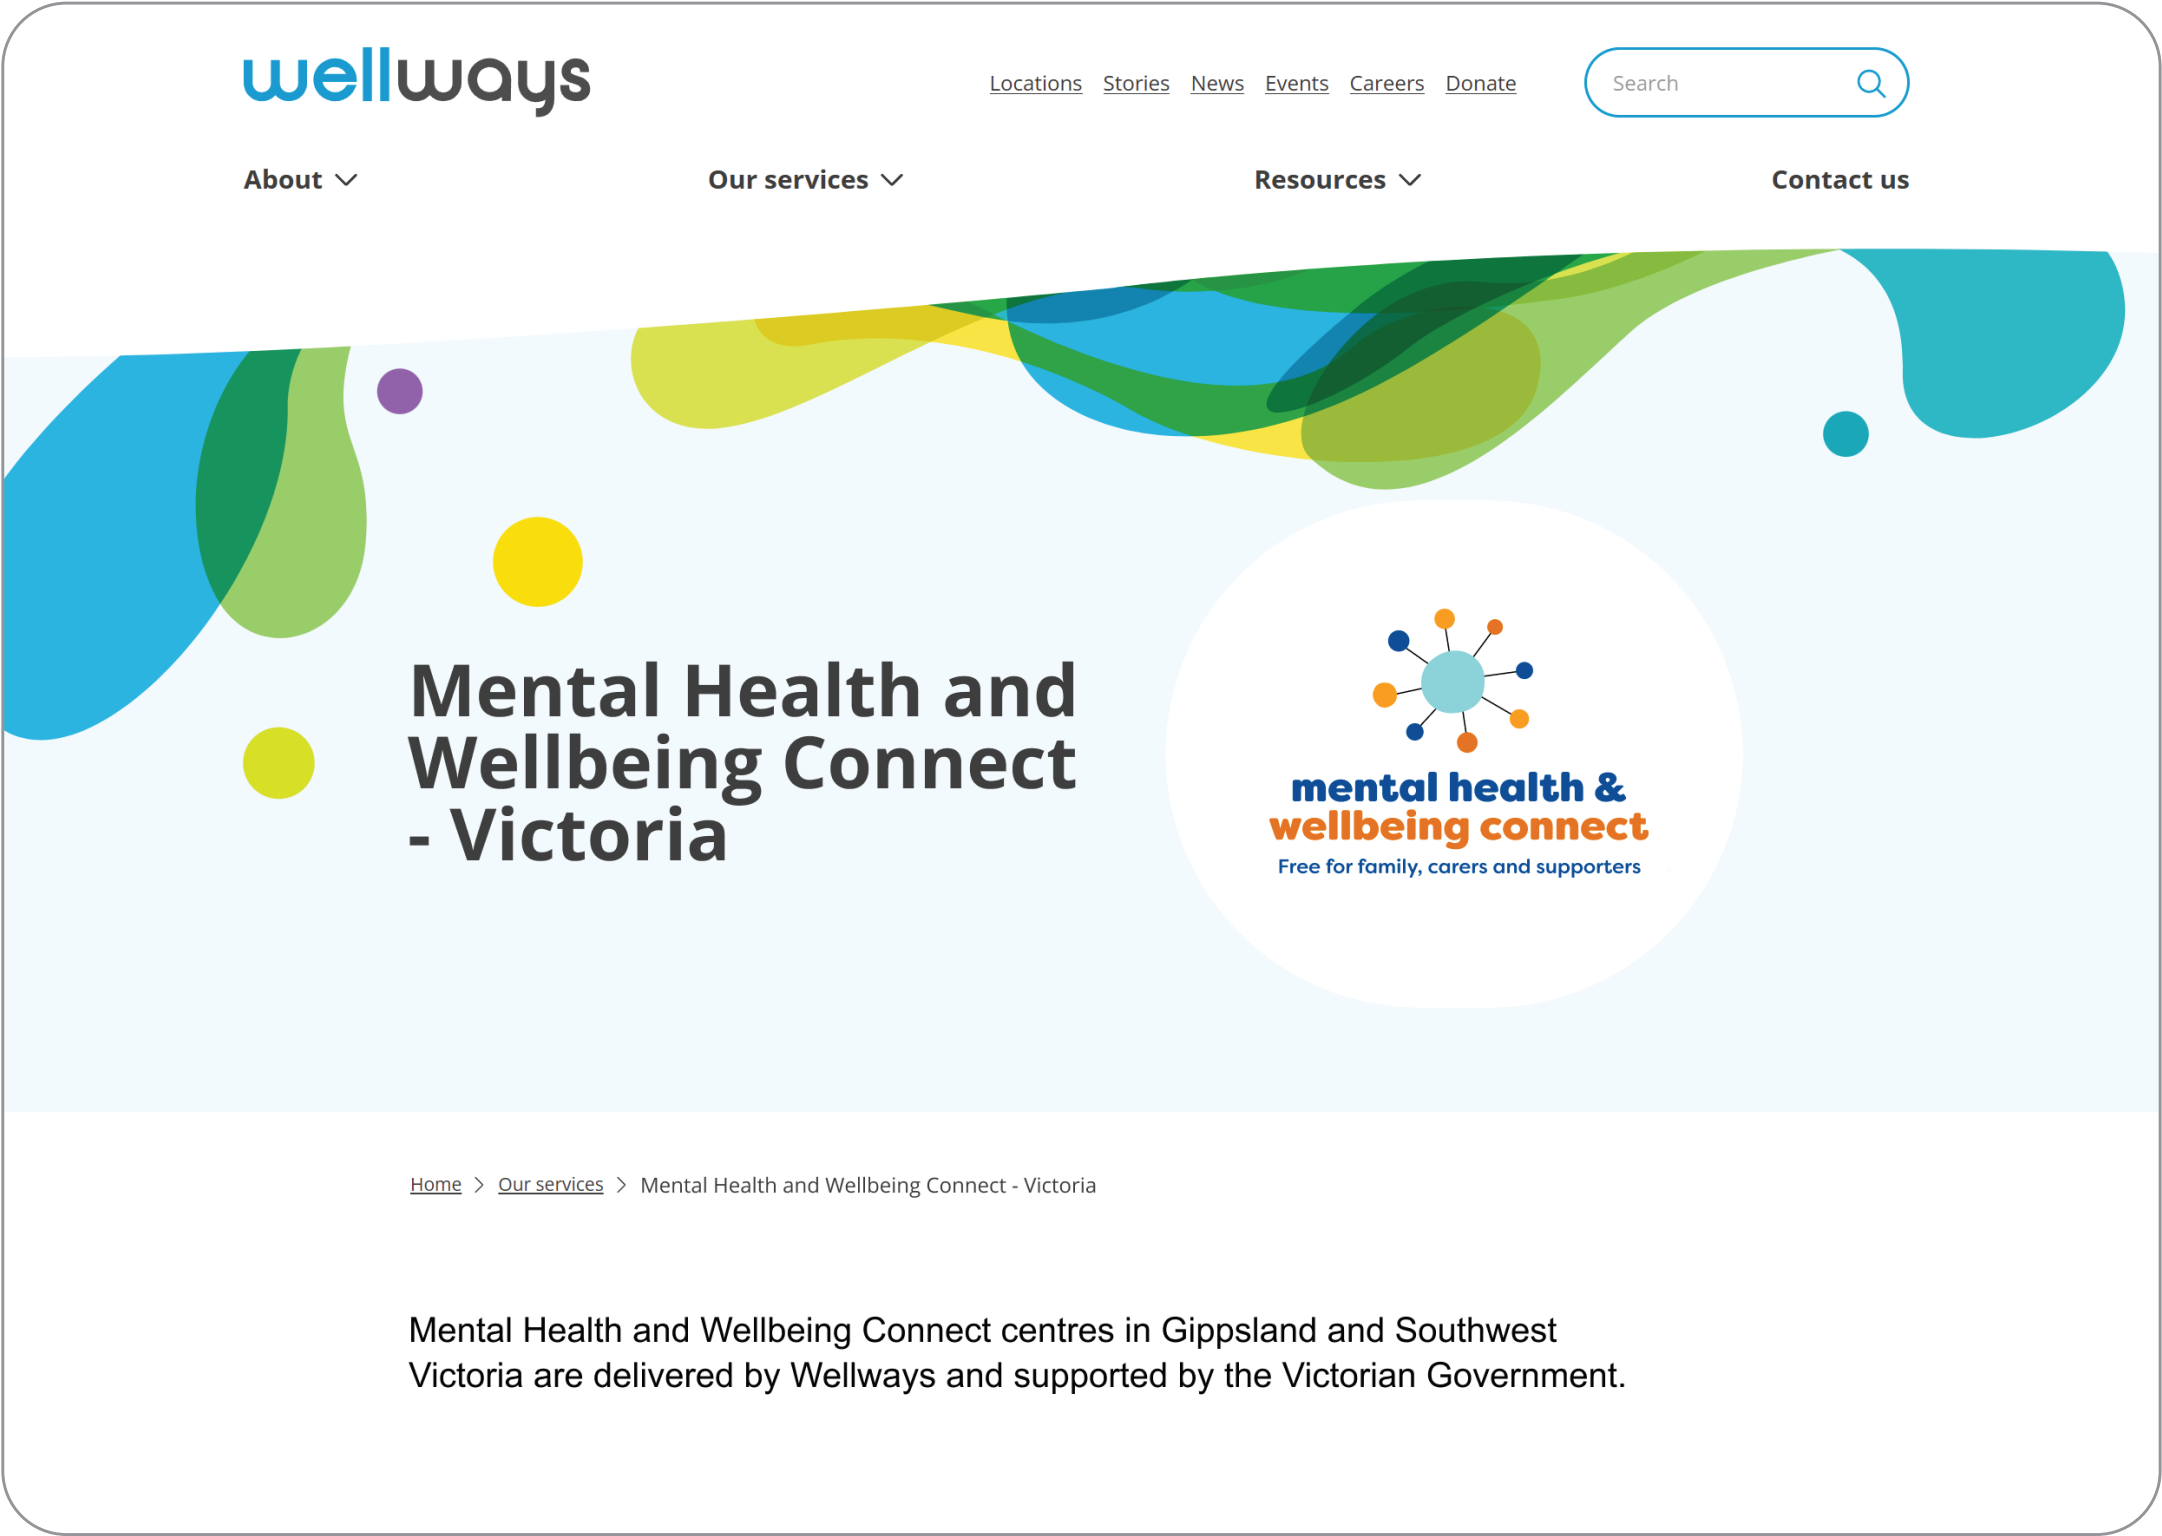 wellways
Locations Stories News Events Careers Donate
Search
About
Our services
Resources
Contact us
Mental Health and
Wellbeing Connect
- Victoria
mental health &
wellbeing connect
Free for family, carers and supporters
Home > Our services > Mental Health and Wellbeing Connect - Victoria
Mental Health and Wellbeing Connect centres in Gippsland and Southwest
Victoria are delivered by Wellways and supported by the Victorian Government.